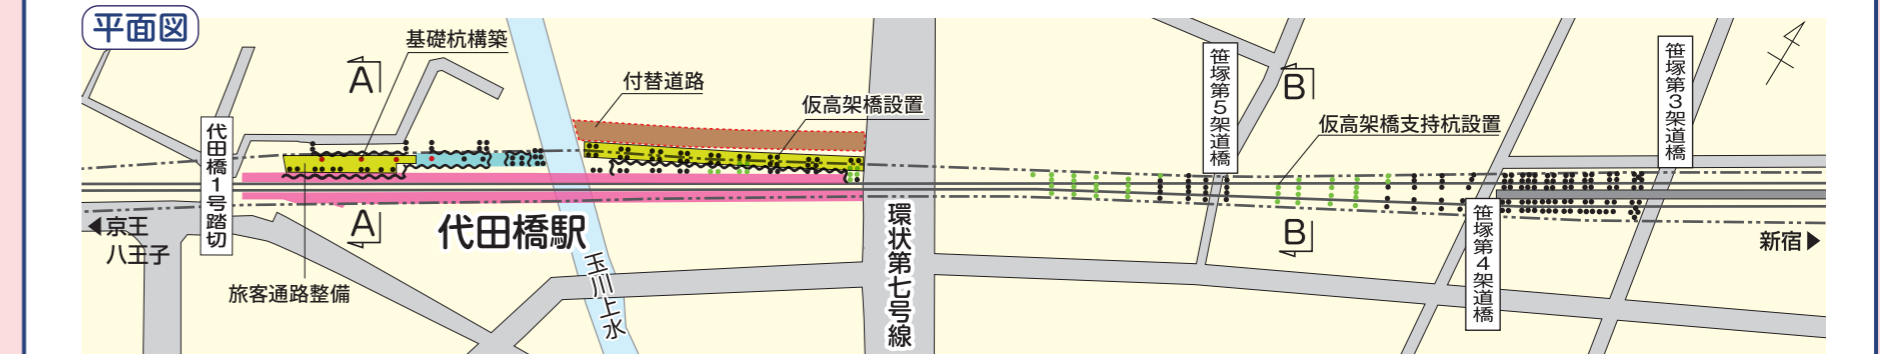 平面図
基礎杭構築
A
付替道路
仮高架橋設置
代田橋1号踏切
笹塚第5架道橋
B
仮高架橋支持杭設置
笹塚第3架道橋
◀京王
八王子
A
代田橋駅
旅客通路整備
玉川上水
環状第七号線
B
笹塚第4架道橋
新宿▶